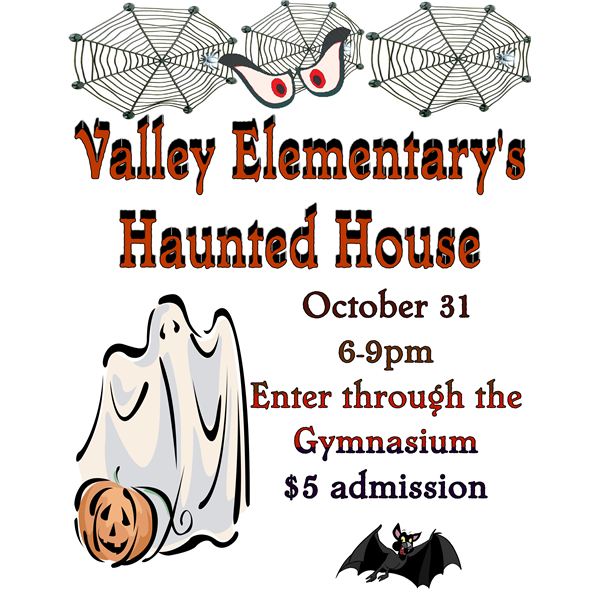 Valley Elementary's
Haunted House
October 31
6-9pm
Enter through the
Gymnasium
$5 admission